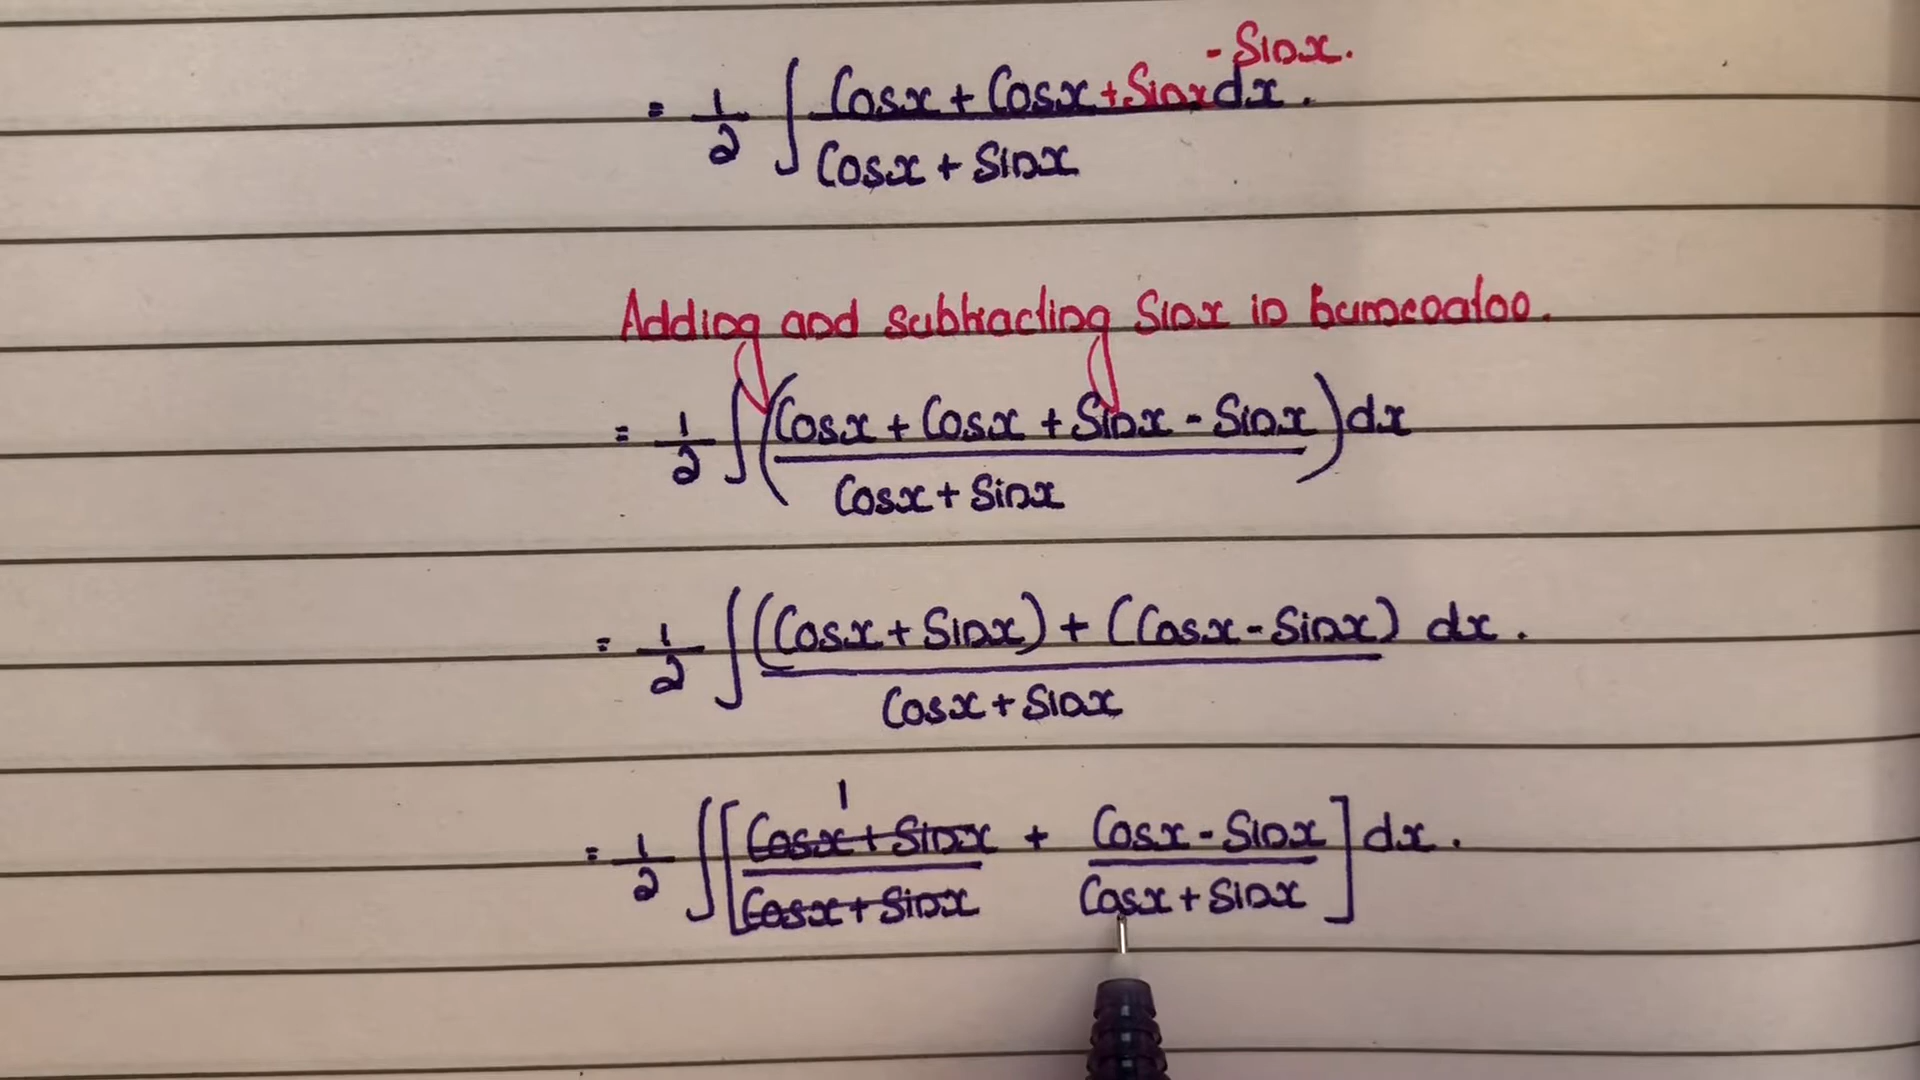 - Sinx.
= 1/2 ∫ (Cosx + Cosx + Sinx)/(Cosx + Sinx) dx.
Adding and subtracting Sinx in
= 1/2 ∫ ((Cosx + Cosx + Sinx - Sinx)/(Cosx + Sinx)) dx
= 1/2 ∫ ((Cosx + Sinx) + (Cosx - Sinx))/(Cosx + Sinx) dx.
1
= 1/2 ∫ [(Cosx + Sinx)/(Cosx + Sinx) + (Cosx - Sinx)/(Cosx + Sinx)] dx.